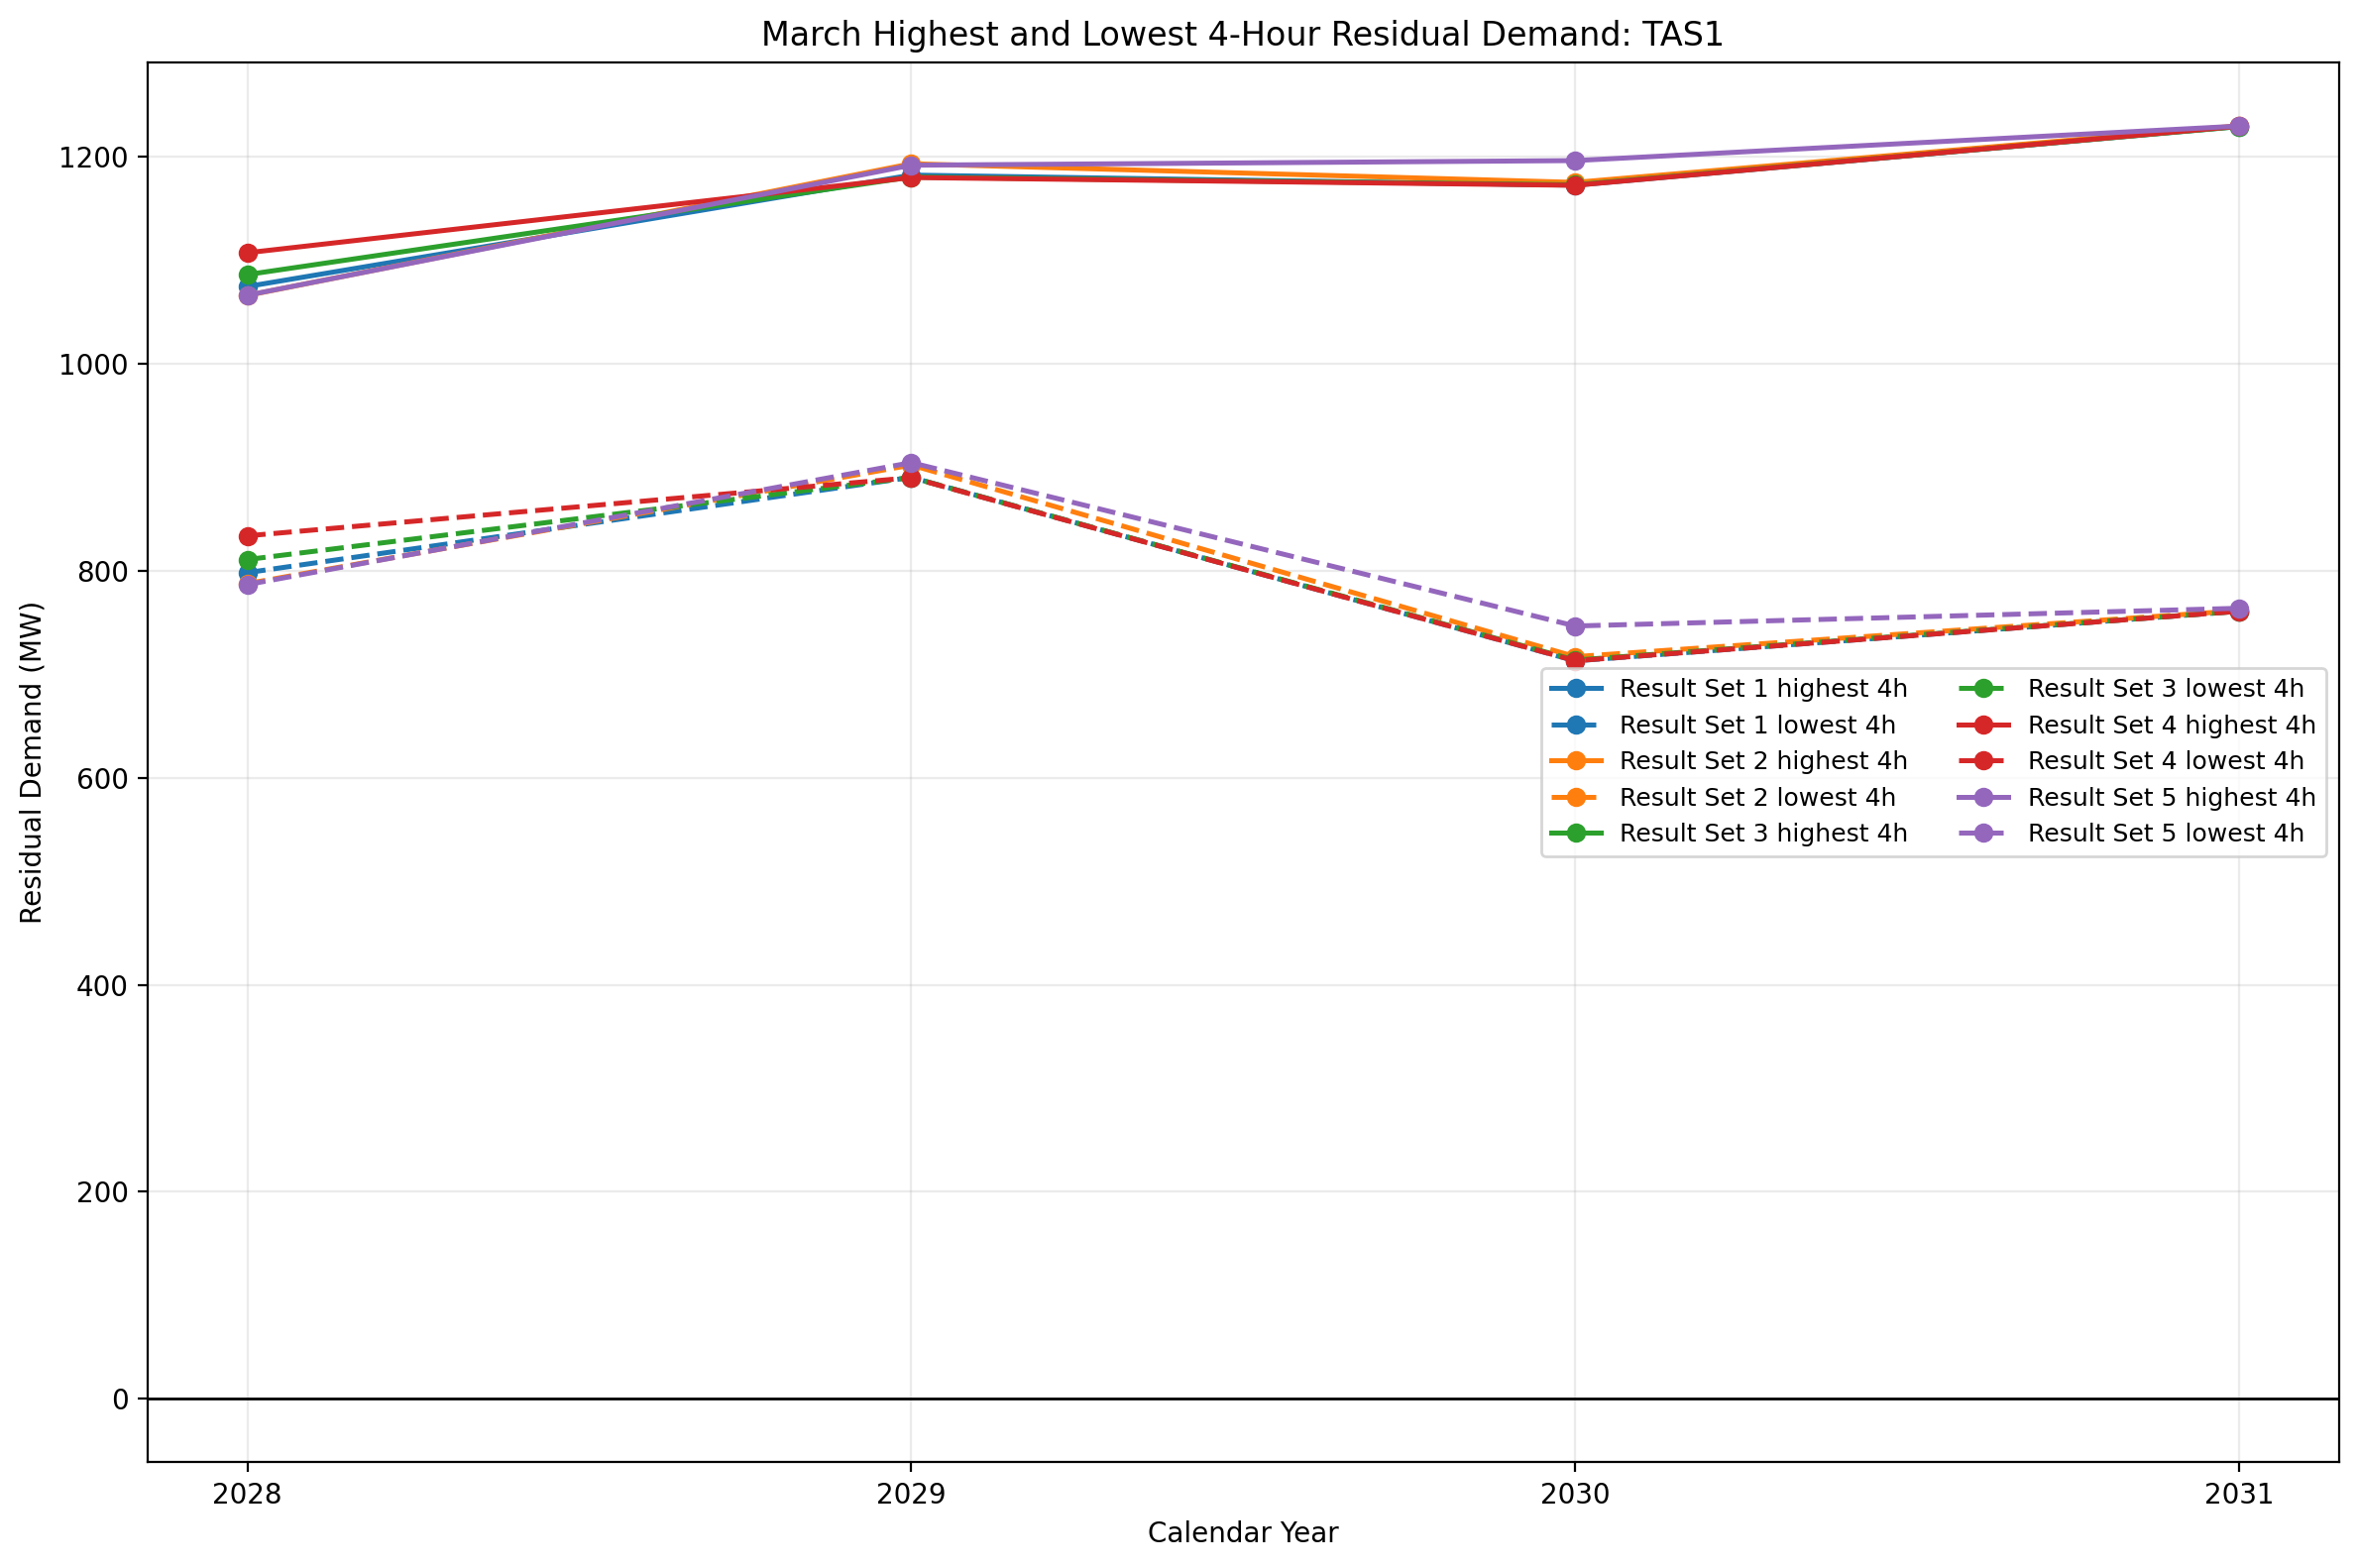 March Highest and Lowest 4-Hour Residual Demand: TAS1
Residual Demand (MW)
1200
1000
800
600
400
200
0
Result Set 1 highest 4h
Result Set 1 lowest 4h
Result Set 2 highest 4h
Result Set 2 lowest 4h
Result Set 3 highest 4h
Result Set 3 lowest 4h
Result Set 4 highest 4h
Result Set 4 lowest 4h
Result Set 5 highest 4h
Result Set 5 lowest 4h
2028
2029
2030
2031
Calendar Year